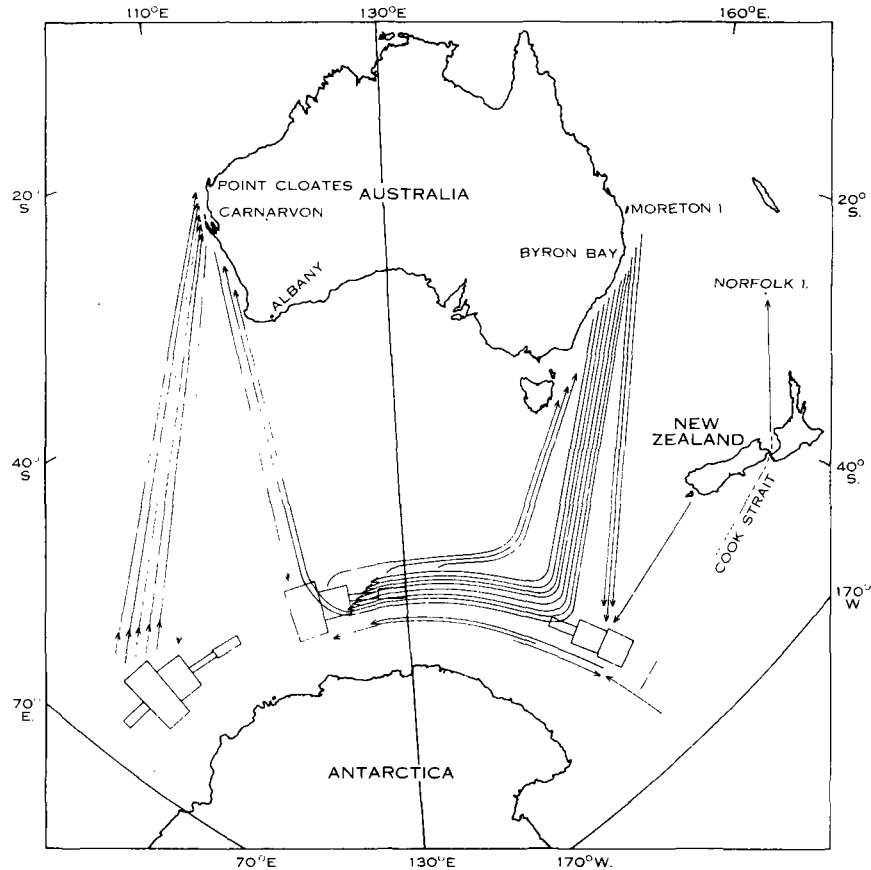 110°E
130°E
160°E.
20°
S
POINT CLOATES
CARNARVON
AUSTRALIA
MORETON I
20°
S.
BYRON BAY
ALBANY
NORFOLK I.
NEW
ZEALAND
40°
S
40°
S.
COOK STRAIT
170°
W
70°
E.
ANTARCTICA
70°E
130°E
170°W.